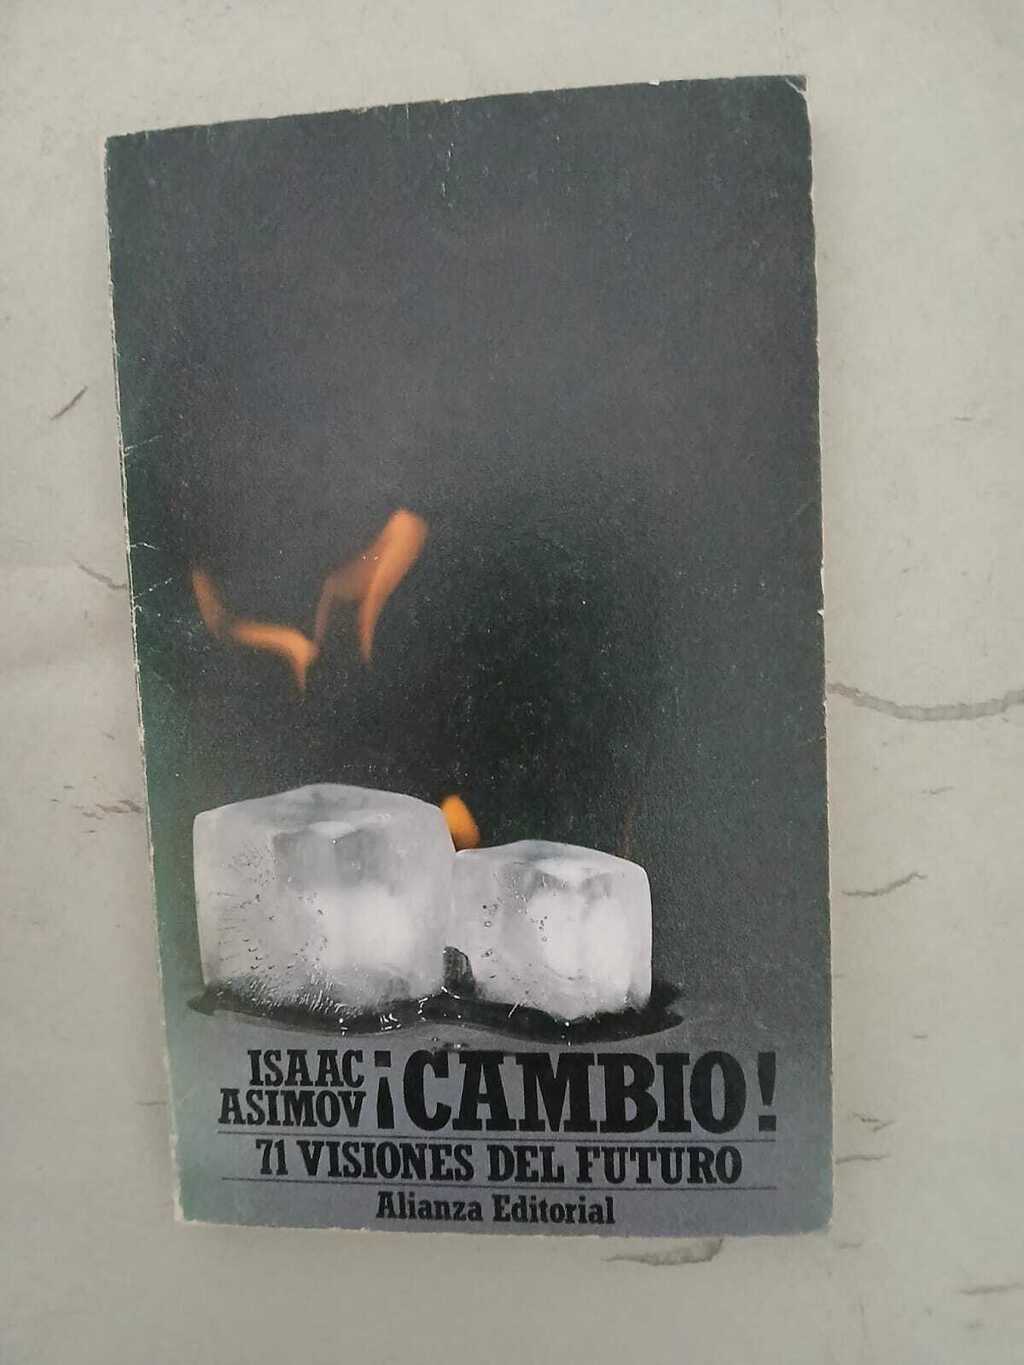 ISAAC
ASIMOV
¡CAMBIO!
71 VISIONES DEL FUTURO
Alianza Editorial